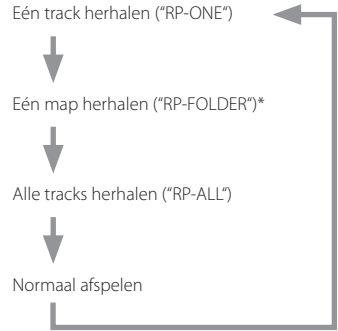 Eén track herhalen (“RP-ONE“)
Eén map herhalen (“RP-FOLDER“)*
Alle tracks herhalen (“RP-ALL“)
Normaal afspelen